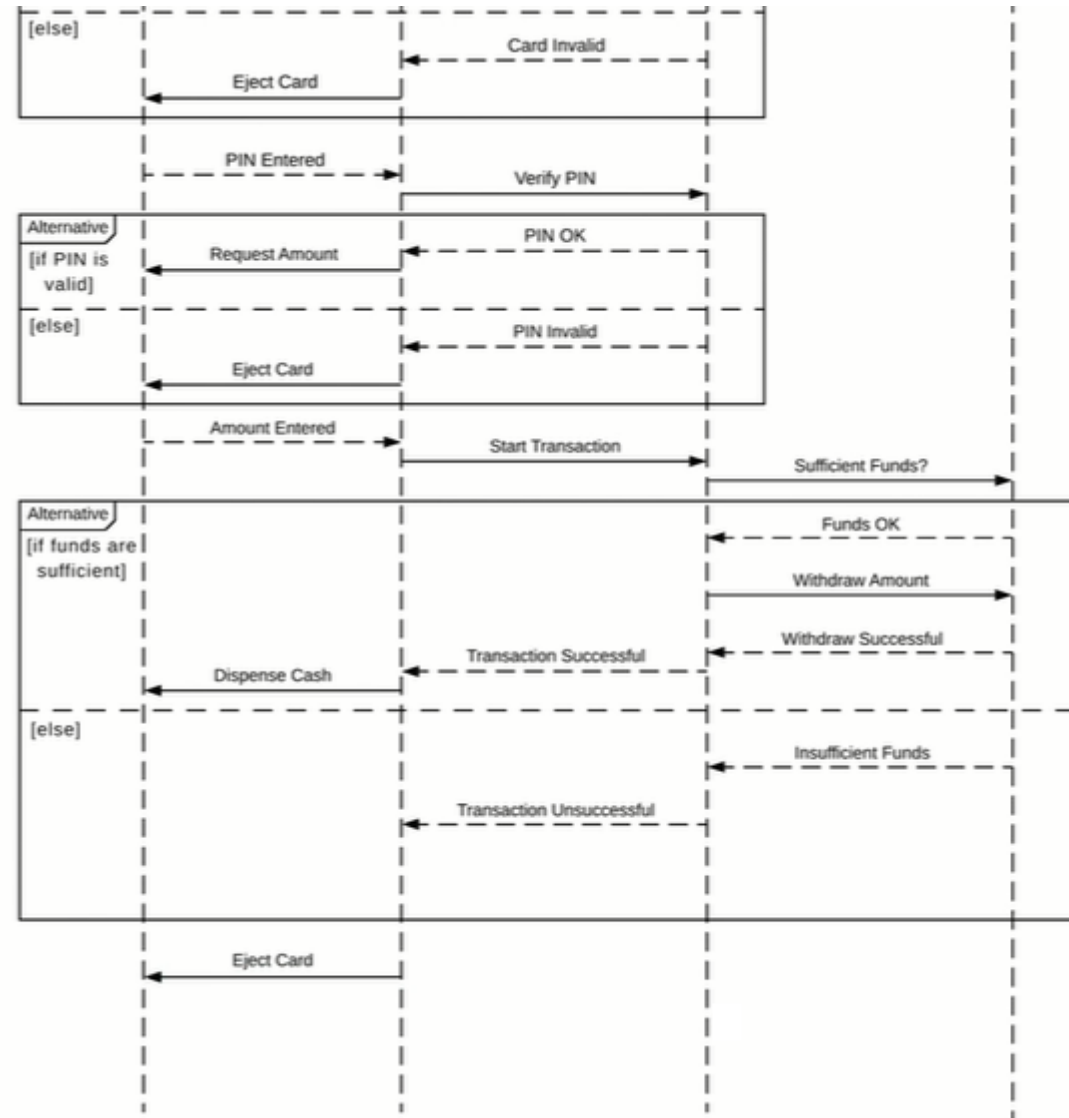 [else]
Card Invalid
Eject Card
PIN Entered
Verify PIN
Alternative
PIN OK
[if PIN is
valid]
Request Amount
[else]
PIN Invalid
Eject Card
Amount Entered
Start Transaction
Sufficient Funds?
Alternative
Funds OK
[if funds are
sufficient]
Withdraw Amount
Withdraw Successful
Transaction Successful
Dispense Cash
[else]
Insufficient Funds
Transaction Unsuccessful
Eject Card